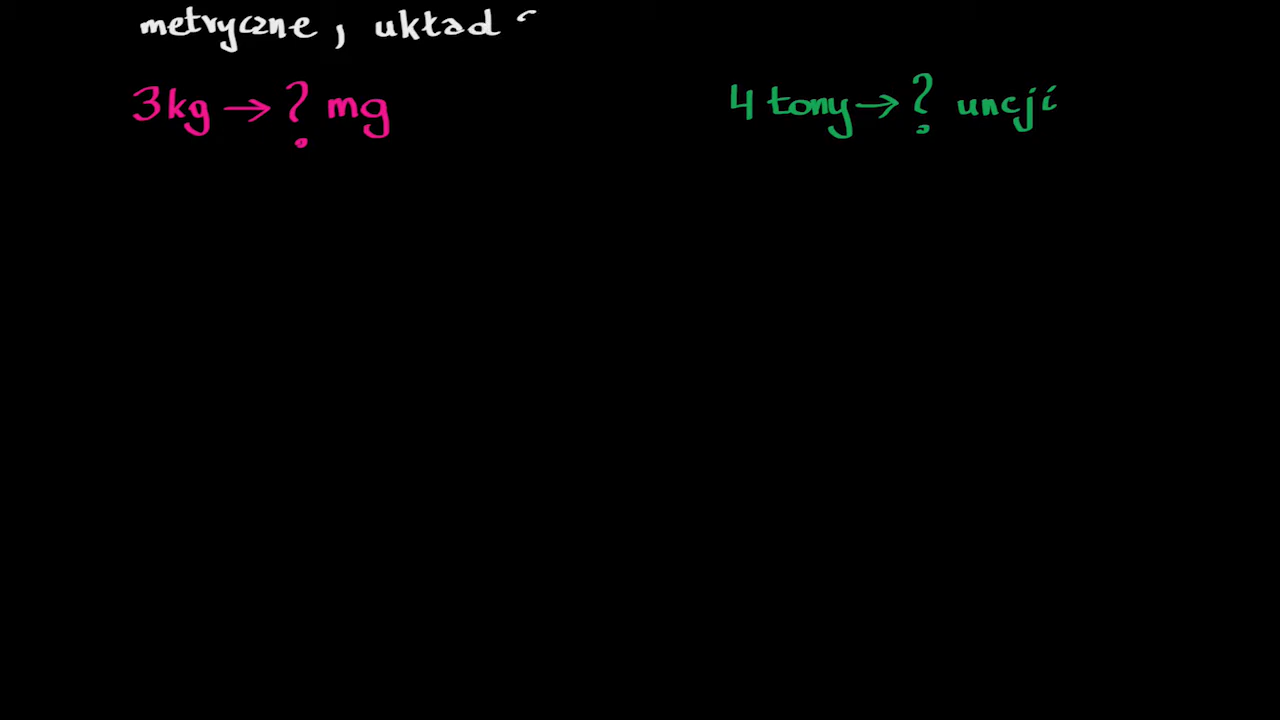 metryczne, układ
3kg → ? mg
4 tony → ? uncji